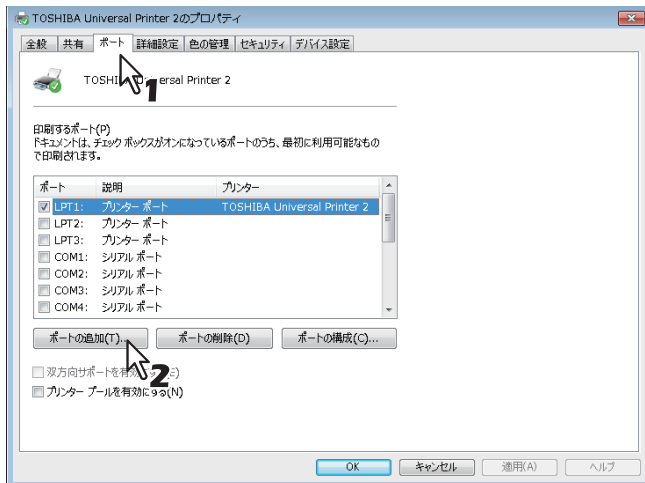 TOSHIBA Universal Printer 2のプロパティ
全般 共有 ポート 詳細設定 色の管理 セキュリティ デバイス設定
1
Printer 2
印刷するポート(P)
ドキュメントは、チェック ボックスがオンになっているポートのうち、最初に利用可能なもの
で印刷されます。
ポート 説明 プリンター
LPT1: プリンター ポート TOSHIBA Universal Printer 2
LPT2: プリンター ポート
LPT3: プリンター ポート
COM1: シリアル ポート
COM2: シリアル ポート
COM3: シリアル ポート
COM4: シリアル ポート
ポートの追加(T)... ポートの削除(D) ポートの構成(C)...
2
双方向サポートを有効
プリンター プールを有効にする(N)
OK キャンセル 適用(A) ヘルプ